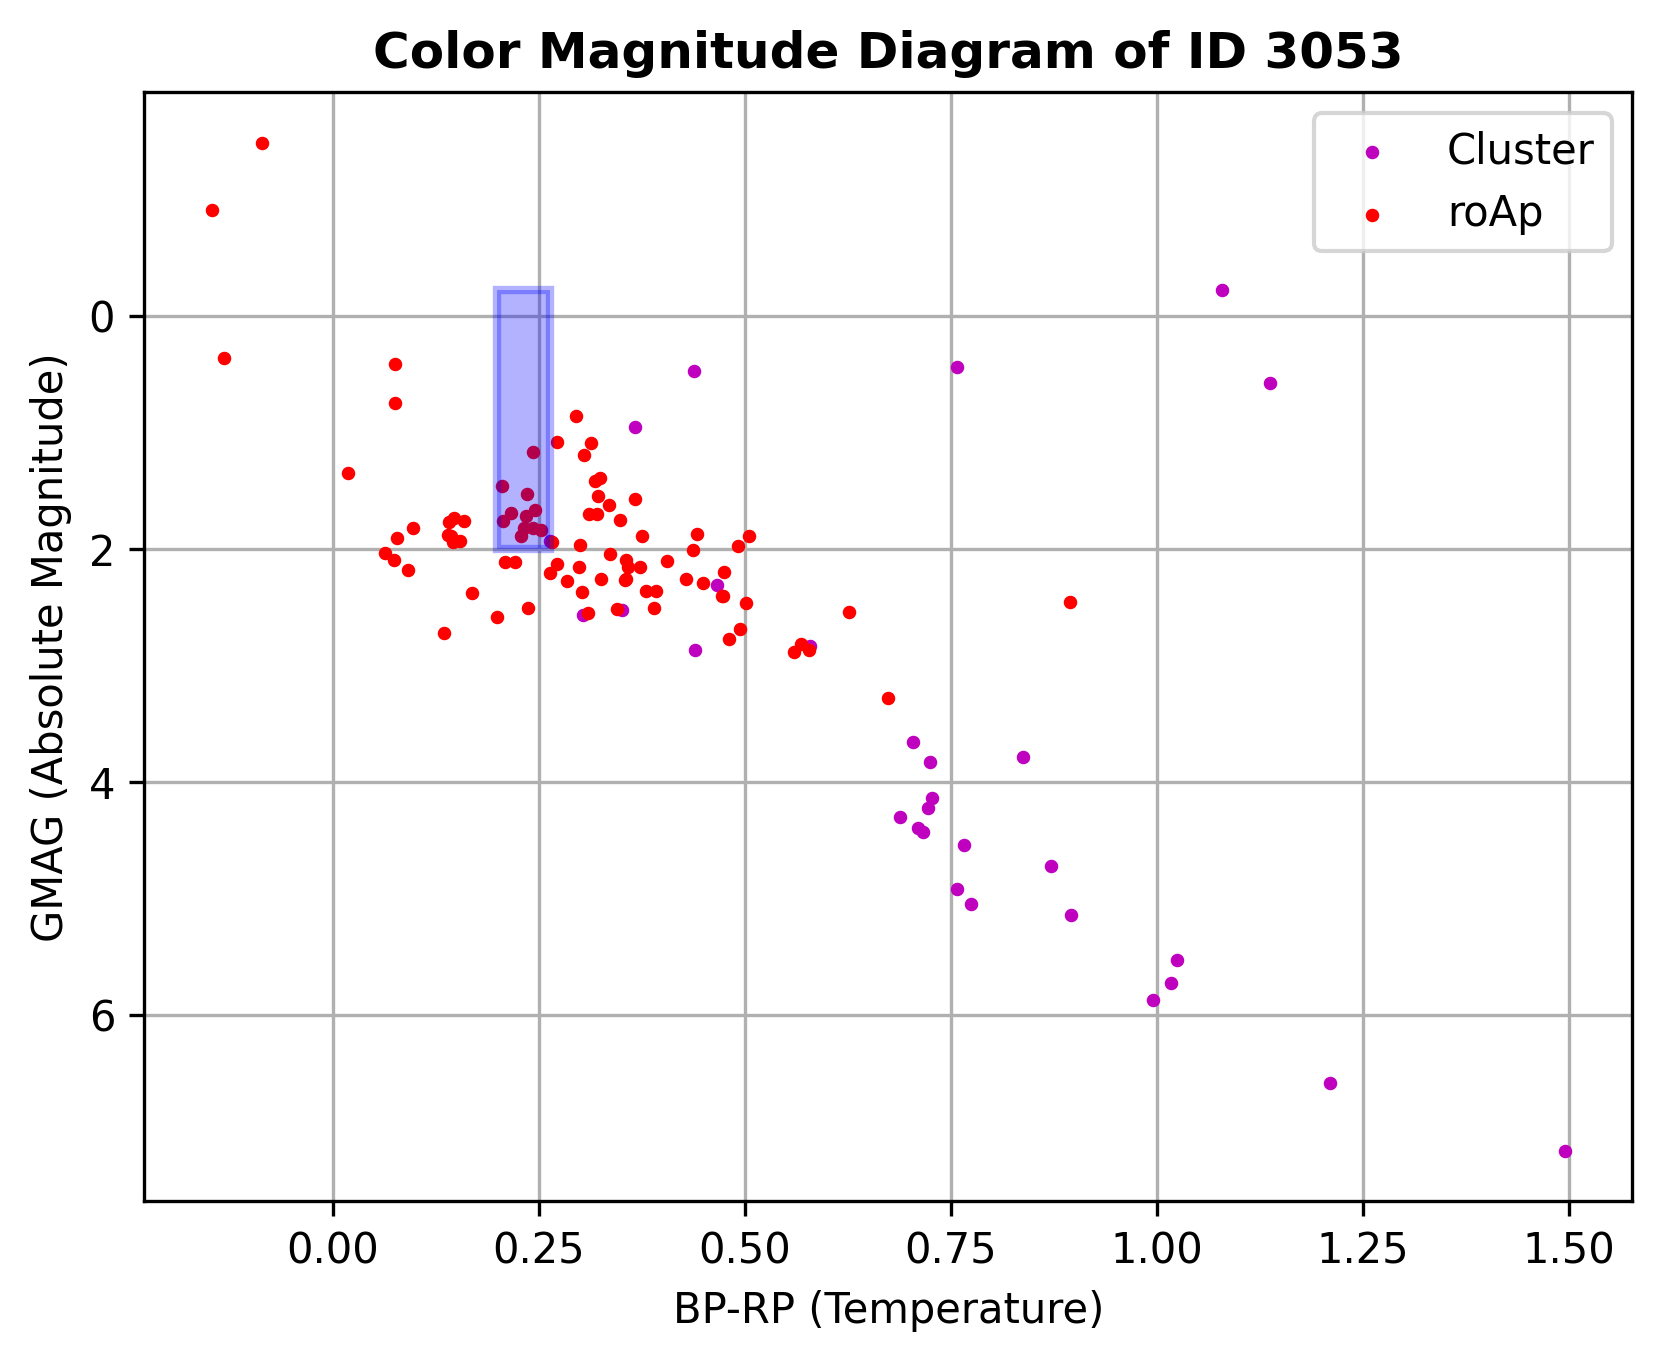 Color Magnitude Diagram of ID 3053
Cluster
roAp
GMAG (Absolute Magnitude)
0
2
4
6
0.00 0.25 0.50 0.75 1.00 1.25 1.50
BP-RP (Temperature)